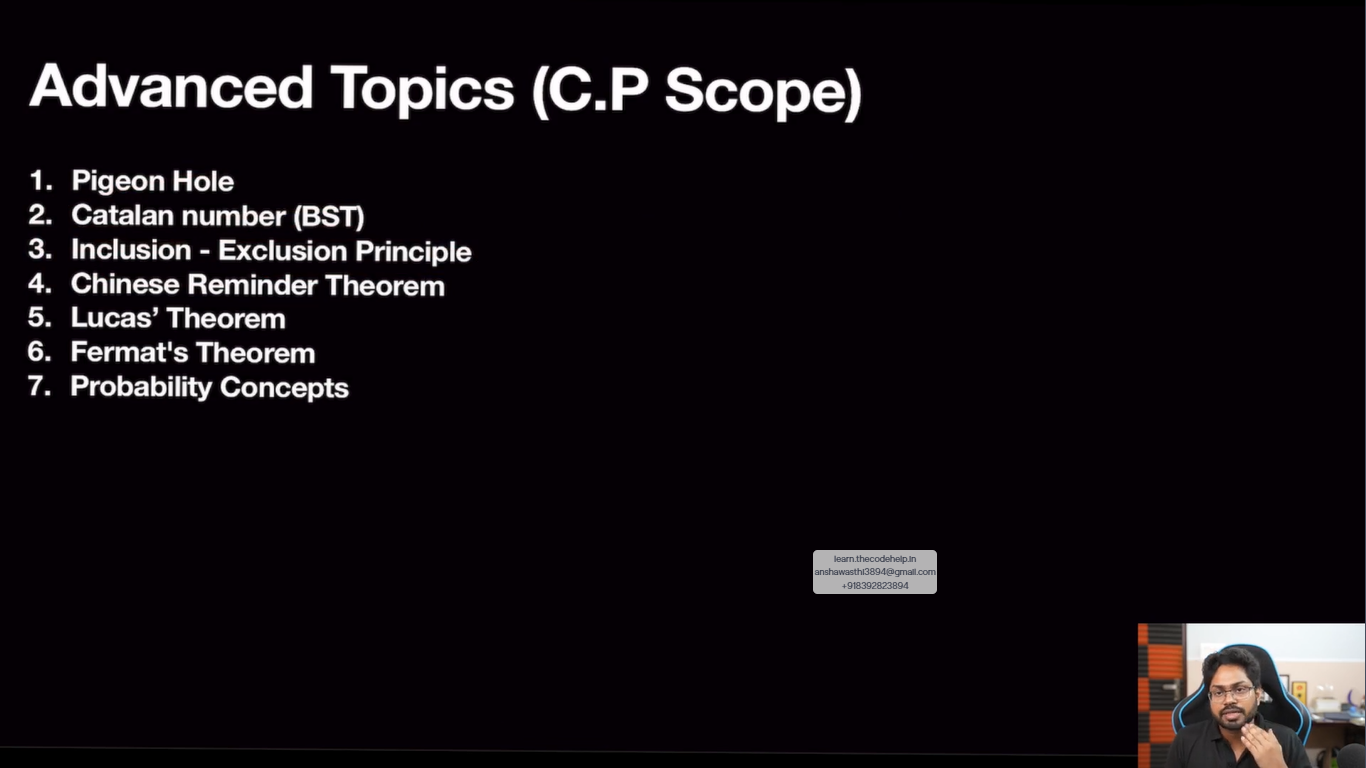 Advanced Topics (C.P Scope)
1. Pigeon Hole
2. Catalan number (BST)
3. Inclusion - Exclusion Principle
4. Chinese Reminder Theorem
5. Lucas’ Theorem
6. Fermat's Theorem
7. Probability Concepts
learn.thecodehelp.in
anshawasthi3894@gmail.com
+918392823894